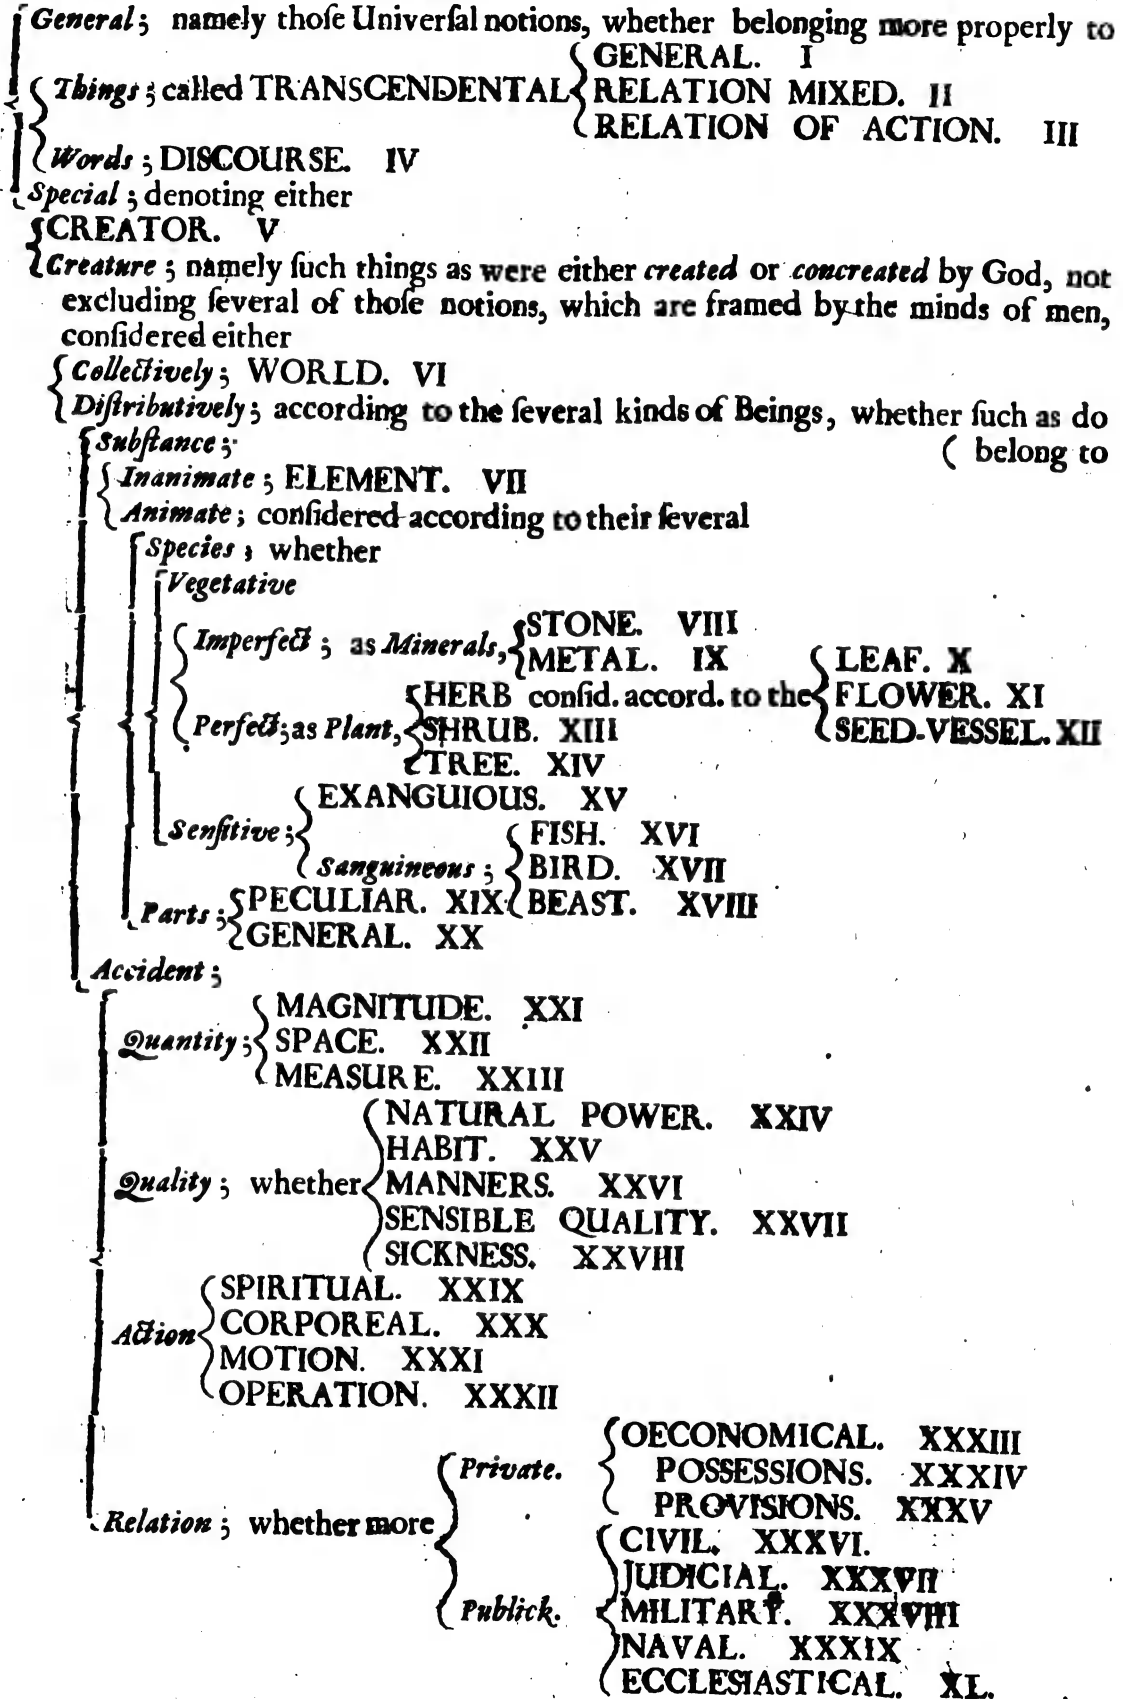 General; namely thoſe Univerſal notions, whether belonging more properly to
GENERAL. I
Things; called TRANSCENDENTAL RELATION MIXED. II
RELATION OF ACTION. III
Words; DISCOURSE. IV
Special; denoting either
CREATOR. V
Creature; namely ſuch things as were either created or concreated by God, not
excluding ſeveral of thoſe notions, which are framed by the minds of men,
conſidered either
Collectively; WORLD. VI
Diſtributively; according to the ſeveral kinds of Beings, whether ſuch as do
Subſtance; ( belong to
Inanimate; ELEMENT. VII
Animate; conſidered according to their ſeveral
Species; whether
Vegetative
STONE. VIII
Imperfect; as Minerals,
METAL. IX LEAF. X
HERB conſid. accord. to the FLOWER. XI
Perfect; as Plant, SHRUB. XIII SEED-VESSEL. XII
TREE. XIV
EXANGUIOUS. XV
Senſitive; FISH. XVI
Sanguineous; BIRD. XVII
Parts; PECULIAR. XIX BEAST. XVIII
GENERAL. XX
Accident;
MAGNITUDE. XXI
Quantity; SPACE. XXII
MEASURE. XXIII
NATURAL POWER. XXIV
HABIT. XXV
Quality; whether MANNERS. XXVI
SENSIBLE QUALITY. XXVII
SICKNESS. XXVIII
SPIRITUAL. XXIX
Action CORPOREAL. XXX
MOTION. XXXI
OPERATION. XXXII
OECONOMICAL. XXXIII
Private. POSSESSIONS. XXXIV
PROVISIONS. XXXV
Relation; whether more
CIVIL. XXXVI.
JUDICIAL. XXXVII
Publick. MILITARY. XXXVIII
NAVAL. XXXIX
ECCLESIASTICAL. XL.